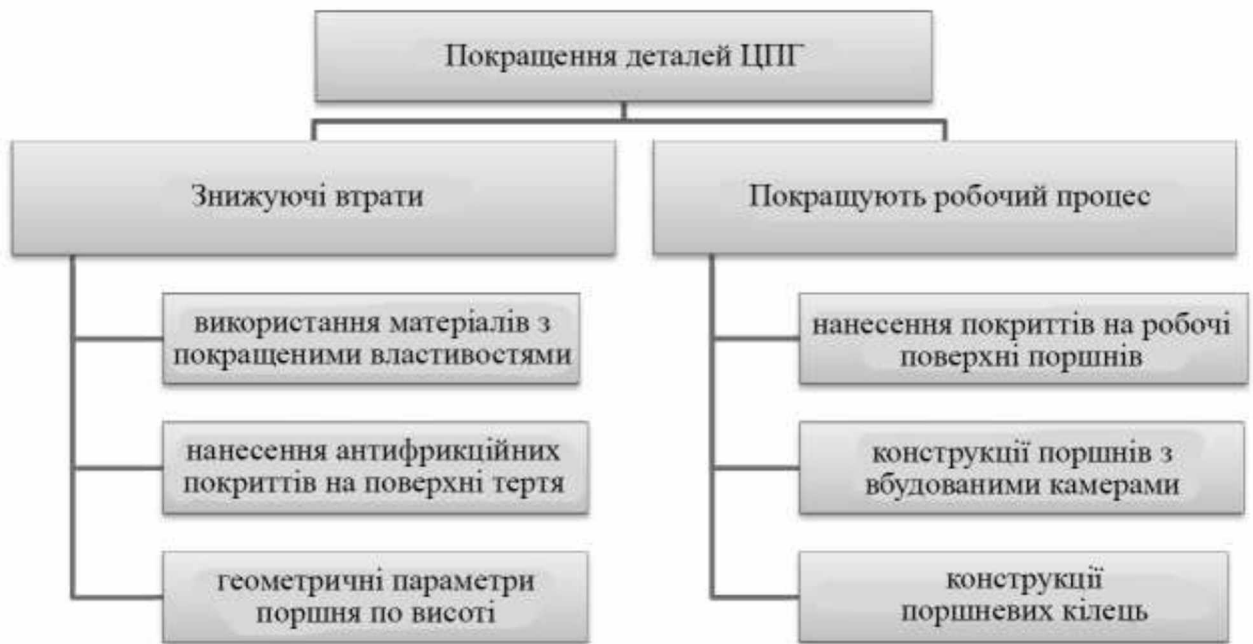 Покращення деталей ЦПГ
Знижуючі втрати
використання матеріалів з
покращеними властивостями
нанесення антифрикційних
покриттів на поверхні тертя
геометричні параметри
поршня по висоті
Покращують робочий процес
нанесення покриттів на робочі
поверхні поршнів
конструкції поршнів з
вбудованими камерами
конструкції
поршневих кілець